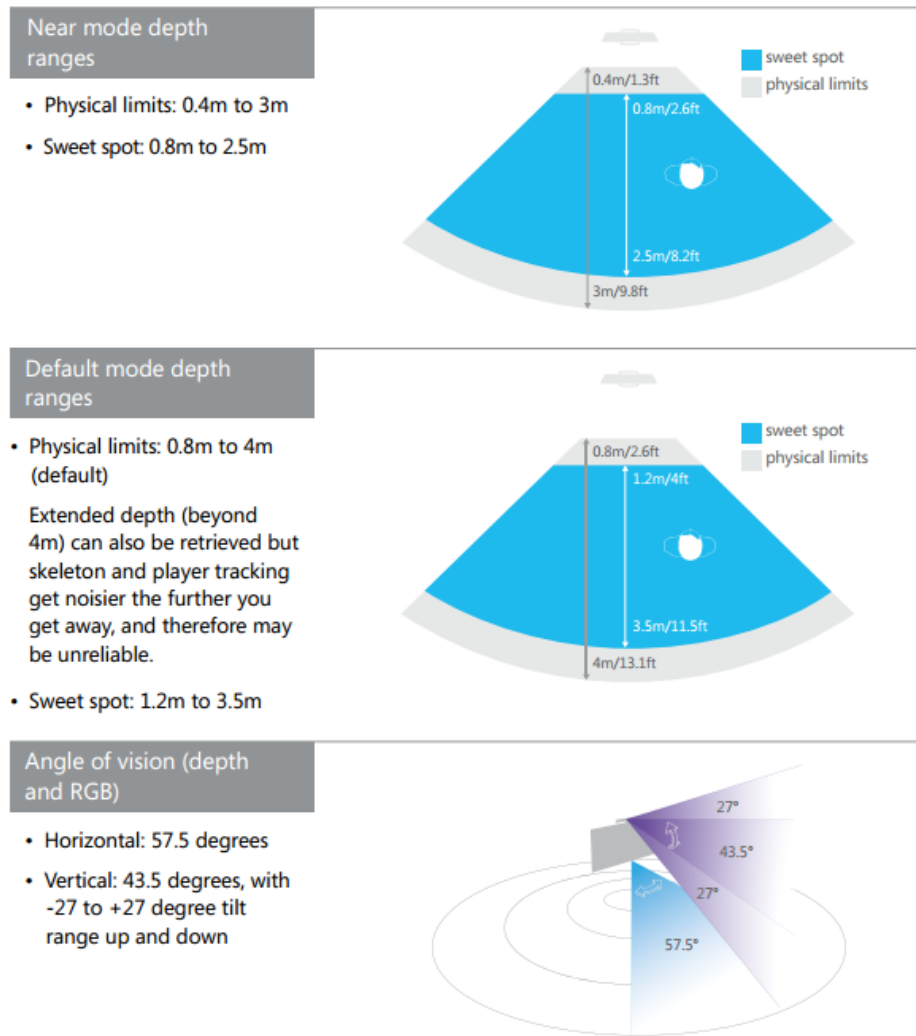 Near mode depth
ranges
• Physical limits: 0.4m to 3m
• Sweet spot: 0.8m to 2.5m
sweet spot
physical limits
0.4m/1.3ft
0.8m/2.6ft
2.5m/8.2ft
3m/9.8ft
Default mode depth
ranges
• Physical limits: 0.8m to 4m
(default)
Extended depth (beyond
4m) can also be retrieved but
skeleton and player tracking
get noisier the further you
get away, and therefore may
be unreliable.
• Sweet spot: 1.2m to 3.5m
sweet spot
physical limits
0.8m/2.6ft
1.2m/4ft
3.5m/11.5ft
4m/13.1ft
Angle of vision (depth
and RGB)
• Horizontal: 57.5 degrees
• Vertical: 43.5 degrees, with
-27 to +27 degree tilt
range up and down
27°
43.5°
27°
57.5°